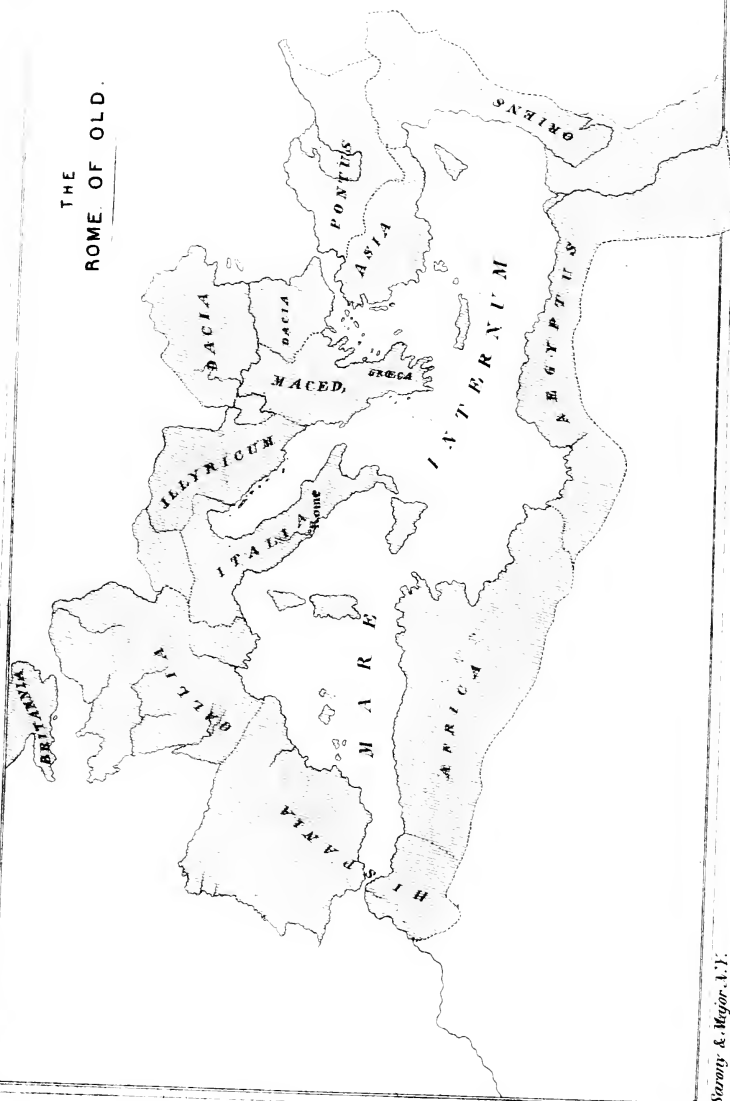 THE
ROME OF OLD.
BRITANNIA
GALLIA
HISPANIA
ITALIA
Rome
ILLYRICUM
DACIA
DACIA
MACED,
GRŒCA
PONTUS
ASIA
ORIENS
MARE INTERNUM
AFRICA
AEGYPTUS
Sarony & Major N.Y.